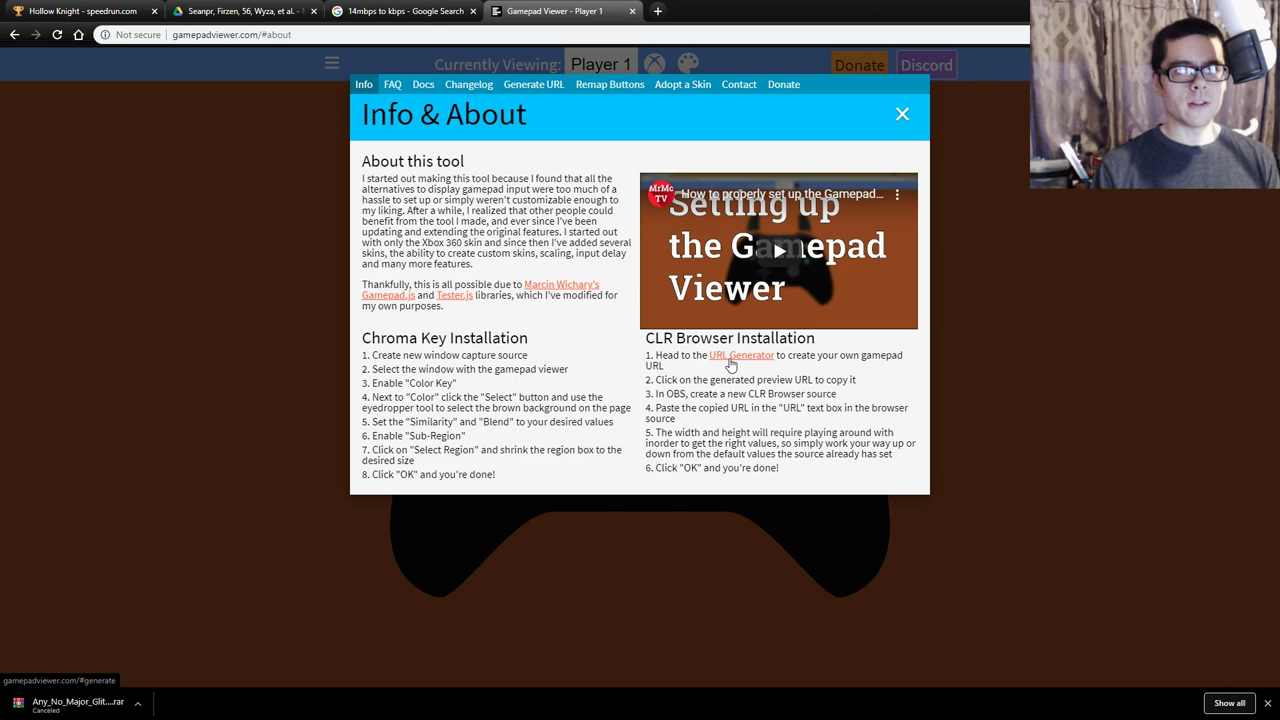 Hollow Knight - speedrun.com
Seanpr, Firzen, 56, Wyza, et al. - M
14mbps to kbps - Google Search
Gamepad Viewer - Player 1
Not secure
gamepadviewer.com/#about
Currently Viewing:
Player 1
Donate
Discord
Info
FAQ
Docs
Changelog
Generate URL
Remap Buttons
Adopt a Skin
Contact
Donate
Info & About
About this tool
I started out making this tool because I found that all the
alternatives to display gamepad input were too much of a
hassle to set up or simply weren't customizable enough to
my liking. After a while, I realized that other people could
benefit from the tool I made, and ever since I've been
updating and extending the original features. I started out
with only the Xbox 360 skin and since then I've added several
skins, the ability to create custom skins, scaling, input delay
and many more features.
Thankfully, this is all possible due to Marcin Wichary's
Gamepad.js and Tester.js libraries, which I've modified for
my own purposes.
MrMc
TV
How to properly set up the Gamepad...
Setting up
the Gamepad
Viewer
Chroma Key Installation
1. Create new window capture source
2. Select the window with the gamepad viewer
3. Enable "Color Key"
4. Next to "Color" click the "Select" button and use the
eyedropper tool to select the brown background on the page
5. Set the "Similarity" and "Blend" to your desired values
6. Enable "Sub-Region"
7. Click on "Select Region" and shrink the region box to the
desired size
8. Click "OK" and you're done!
CLR Browser Installation
1. Head to the URL Generator to create your own gamepad
URL
2. Click on the generated preview URL to copy it
3. In OBS, create a new CLR Browser source
4. Paste the copied URL in the "URL" text box in the browser
source
5. The width and height will require playing around with
inorder to get the right values, so simply work your way up or
down from the default values the source already has set
6. Click "OK" and you're done!
gamepadviewer.com/#generate
Any_No_Major_Glit....rar
Canceled
Show all